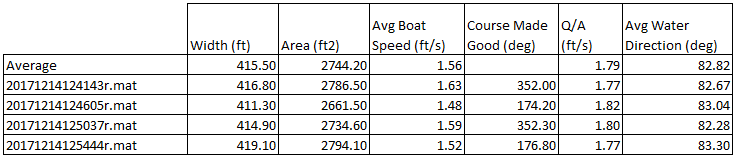 Width (ft) Area (ft2) Avg Boat Speed (ft/s) Course Made Good (deg) Q/A (ft/s) Avg Water Direction (deg)
Average 415.50 2744.20 1.56 1.79 82.82
20171214124143r.mat 416.80 2786.50 1.63 352.00 1.77 82.67
20171214124605r.mat 411.30 2661.50 1.48 174.20 1.82 83.04
20171214125037r.mat 414.90 2734.60 1.59 352.30 1.80 82.28
20171214125444r.mat 419.10 2794.10 1.52 176.80 1.77 83.30